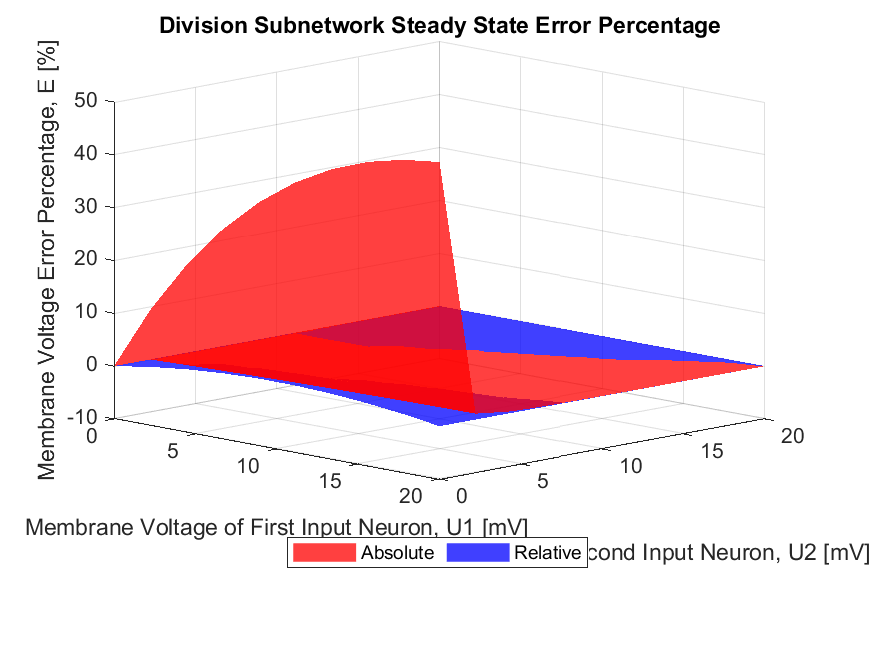 Division Subnetwork Steady State Error Percentage
Membrane Voltage Error Percentage, E [%]
50
40
30
20
10
0
-10
0
5
10
15
20
0
5
10
15
20
Membrane Voltage of First Input Neuron, U1 [mV]
Input Neuron, U2 [mV]
Absolute
Relative